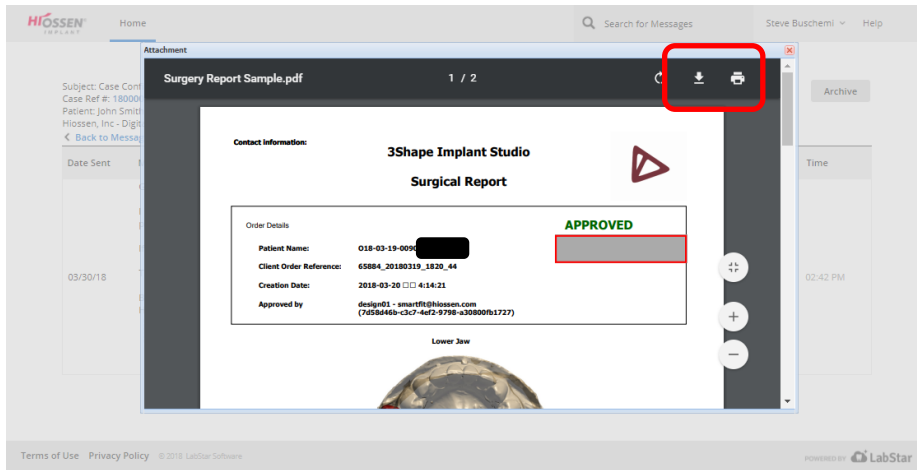 HIOSSEN
IMPLANT
Home
Search for Messages
Steve Buschemi
Help
Attachment
Surgery Report Sample.pdf
1 / 2
Subject: Case Cont
Case Ref #: 18000
Patient: John Smit
Hiossen, Inc - Digit
Back to Messa
Archive
Date Sent
Time
03/30/18
02:42 PM
Contact Information:
3Shape Implant Studio
Surgical Report
Order Details
APPROVED
Patient Name: O18-03-19-009
Client Order Reference: 65884_20180319_1820_44
Creation Date: 2018-03-20 □□ 4:14:21
Approved by design01 - smartfit@hiossen.com
(7d58d46b-c3c7-4ef2-9798-a30800fb1727)
Lower Jaw
Terms of Use Privacy Policy © 2018 LabStar Software
POWERED BY LabStar